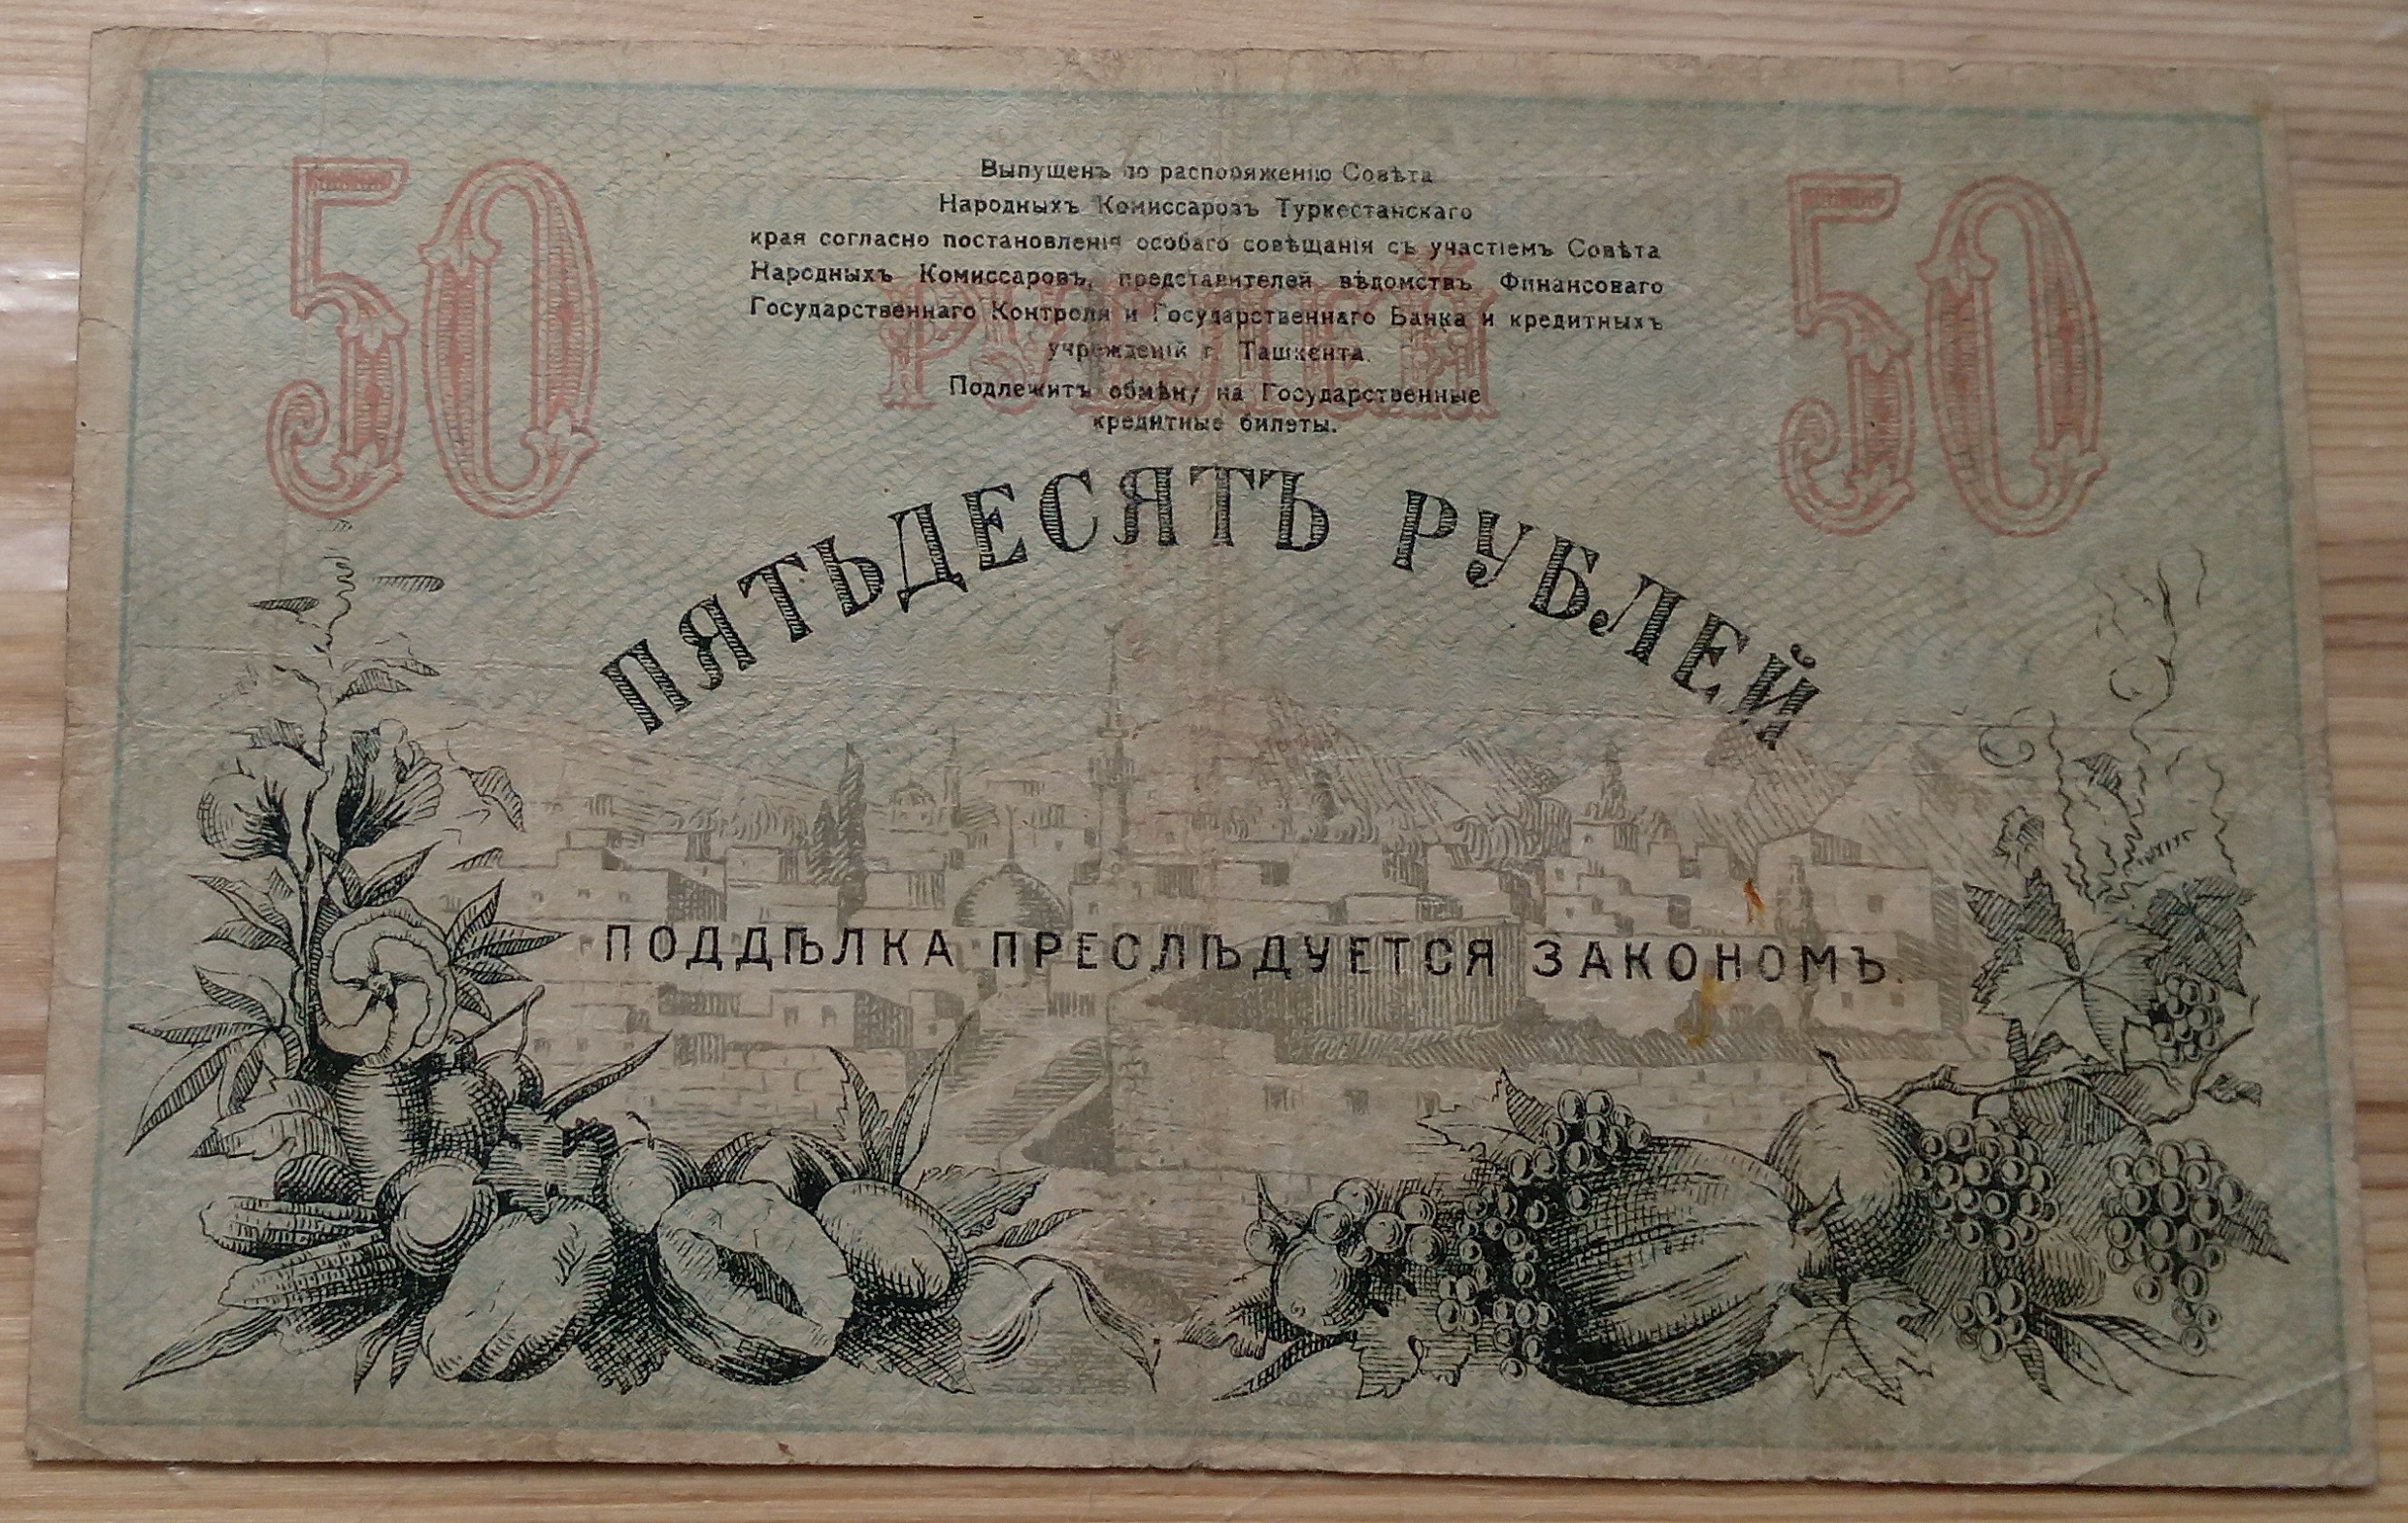 50
50
Выпущенъ по распоряженію Совѣта
Народныхъ Комиссаровъ Туркестанскаго
края согласно постановленія особаго совѣщанія съ участіемъ Совѣта
Народныхъ Комиссаровъ, представителей вѣдомствъ Финансоваго
Государственнаго Контроля и Государственнаго Банка и кредитныхъ
учрежденій г. Ташкента.
Подлежитъ обмѣну на Государственные
кредитные билеты.
РУБЛЕЙ
ПЯТЬДЕСЯТЪ РУБЛЕЙ
ПОДДѢЛКА ПРЕСЛѢДУЕТСЯ ЗАКОНОМЪ.